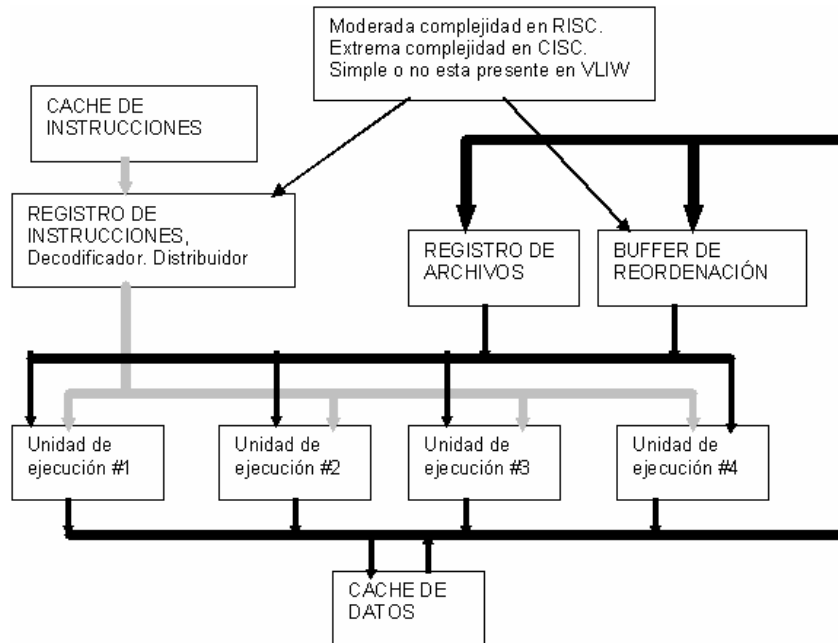 Moderada complejidad en RISC.
Extrema complejidad en CISC.
Simple o no esta presente en VLIW
CACHE DE
INSTRUCCIONES
REGISTRO DE
INSTRUCCIONES,
Decodificador. Distribuidor
REGISTRO DE
ARCHIVOS
BUFFER DE
REORDENACIÓN
Unidad de
ejecución #1
Unidad de
ejecución #2
Unidad de
ejecución #3
Unidad de
ejecución #4
CACHE DE
DATOS